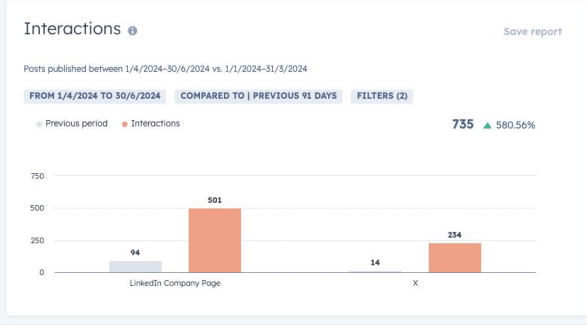 Interactions
Save report
Posts published between 1/4/2024–30/6/2024 vs. 1/1/2024–31/3/2024
FROM 1/4/2024 TO 30/6/2024 COMPARED TO | PREVIOUS 91 DAYS FILTERS (2)
Previous period Interactions
735 ▲ 580.56%
750
500
250
0
94
501
14
234
LinkedIn Company Page
X